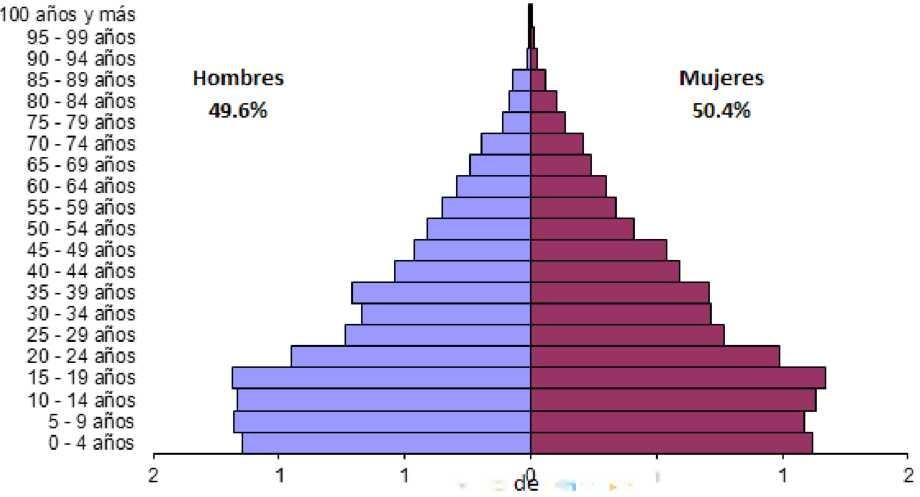 100 años y más
95 - 99 años
90 - 94 años
85 - 89 años
80 - 84 años
75 - 79 años
70 - 74 años
65 - 69 años
60 - 64 años
55 - 59 años
50 - 54 años
45 - 49 años
40 - 44 años
35 - 39 años
30 - 34 años
25 - 29 años
20 - 24 años
15 - 19 años
10 - 14 años
5 - 9 años
0 - 4 años
Hombres
49.6%
Mujeres
50.4%
2 1 1 0 1 2
de